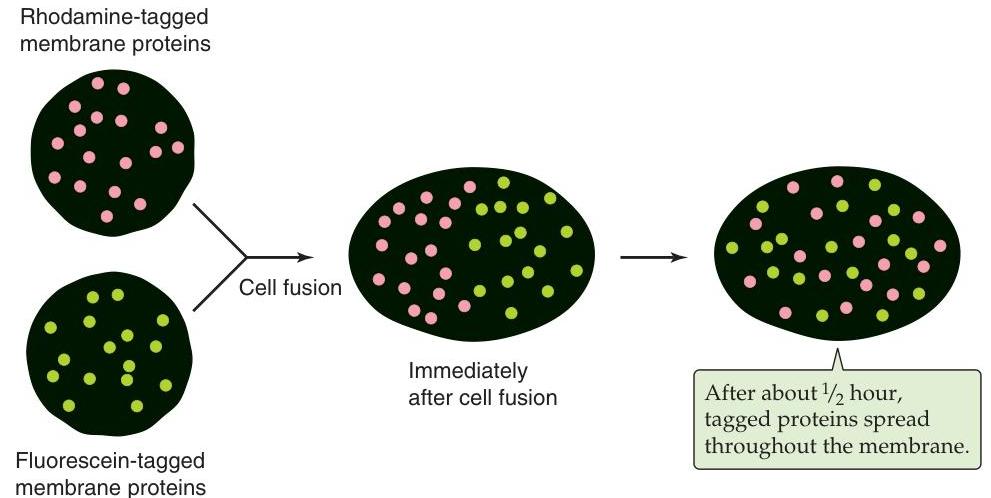 Rhodamine-tagged
membrane proteins
Cell fusion
Fluorescein-tagged
membrane proteins
Immediately
after cell fusion
After about 1/2 hour,
tagged proteins spread
throughout the membrane.